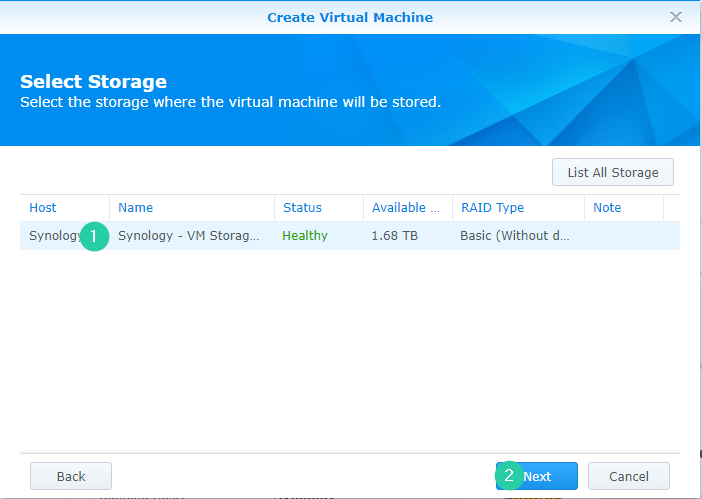 Create Virtual Machine
Select Storage
Select the storage where the virtual machine will be stored.
List All Storage
Host Name Status Available ... RAID Type Note
Synology 1 Synology - VM Storag... Healthy 1.68 TB Basic (Without d...
Back 2 Next Cancel